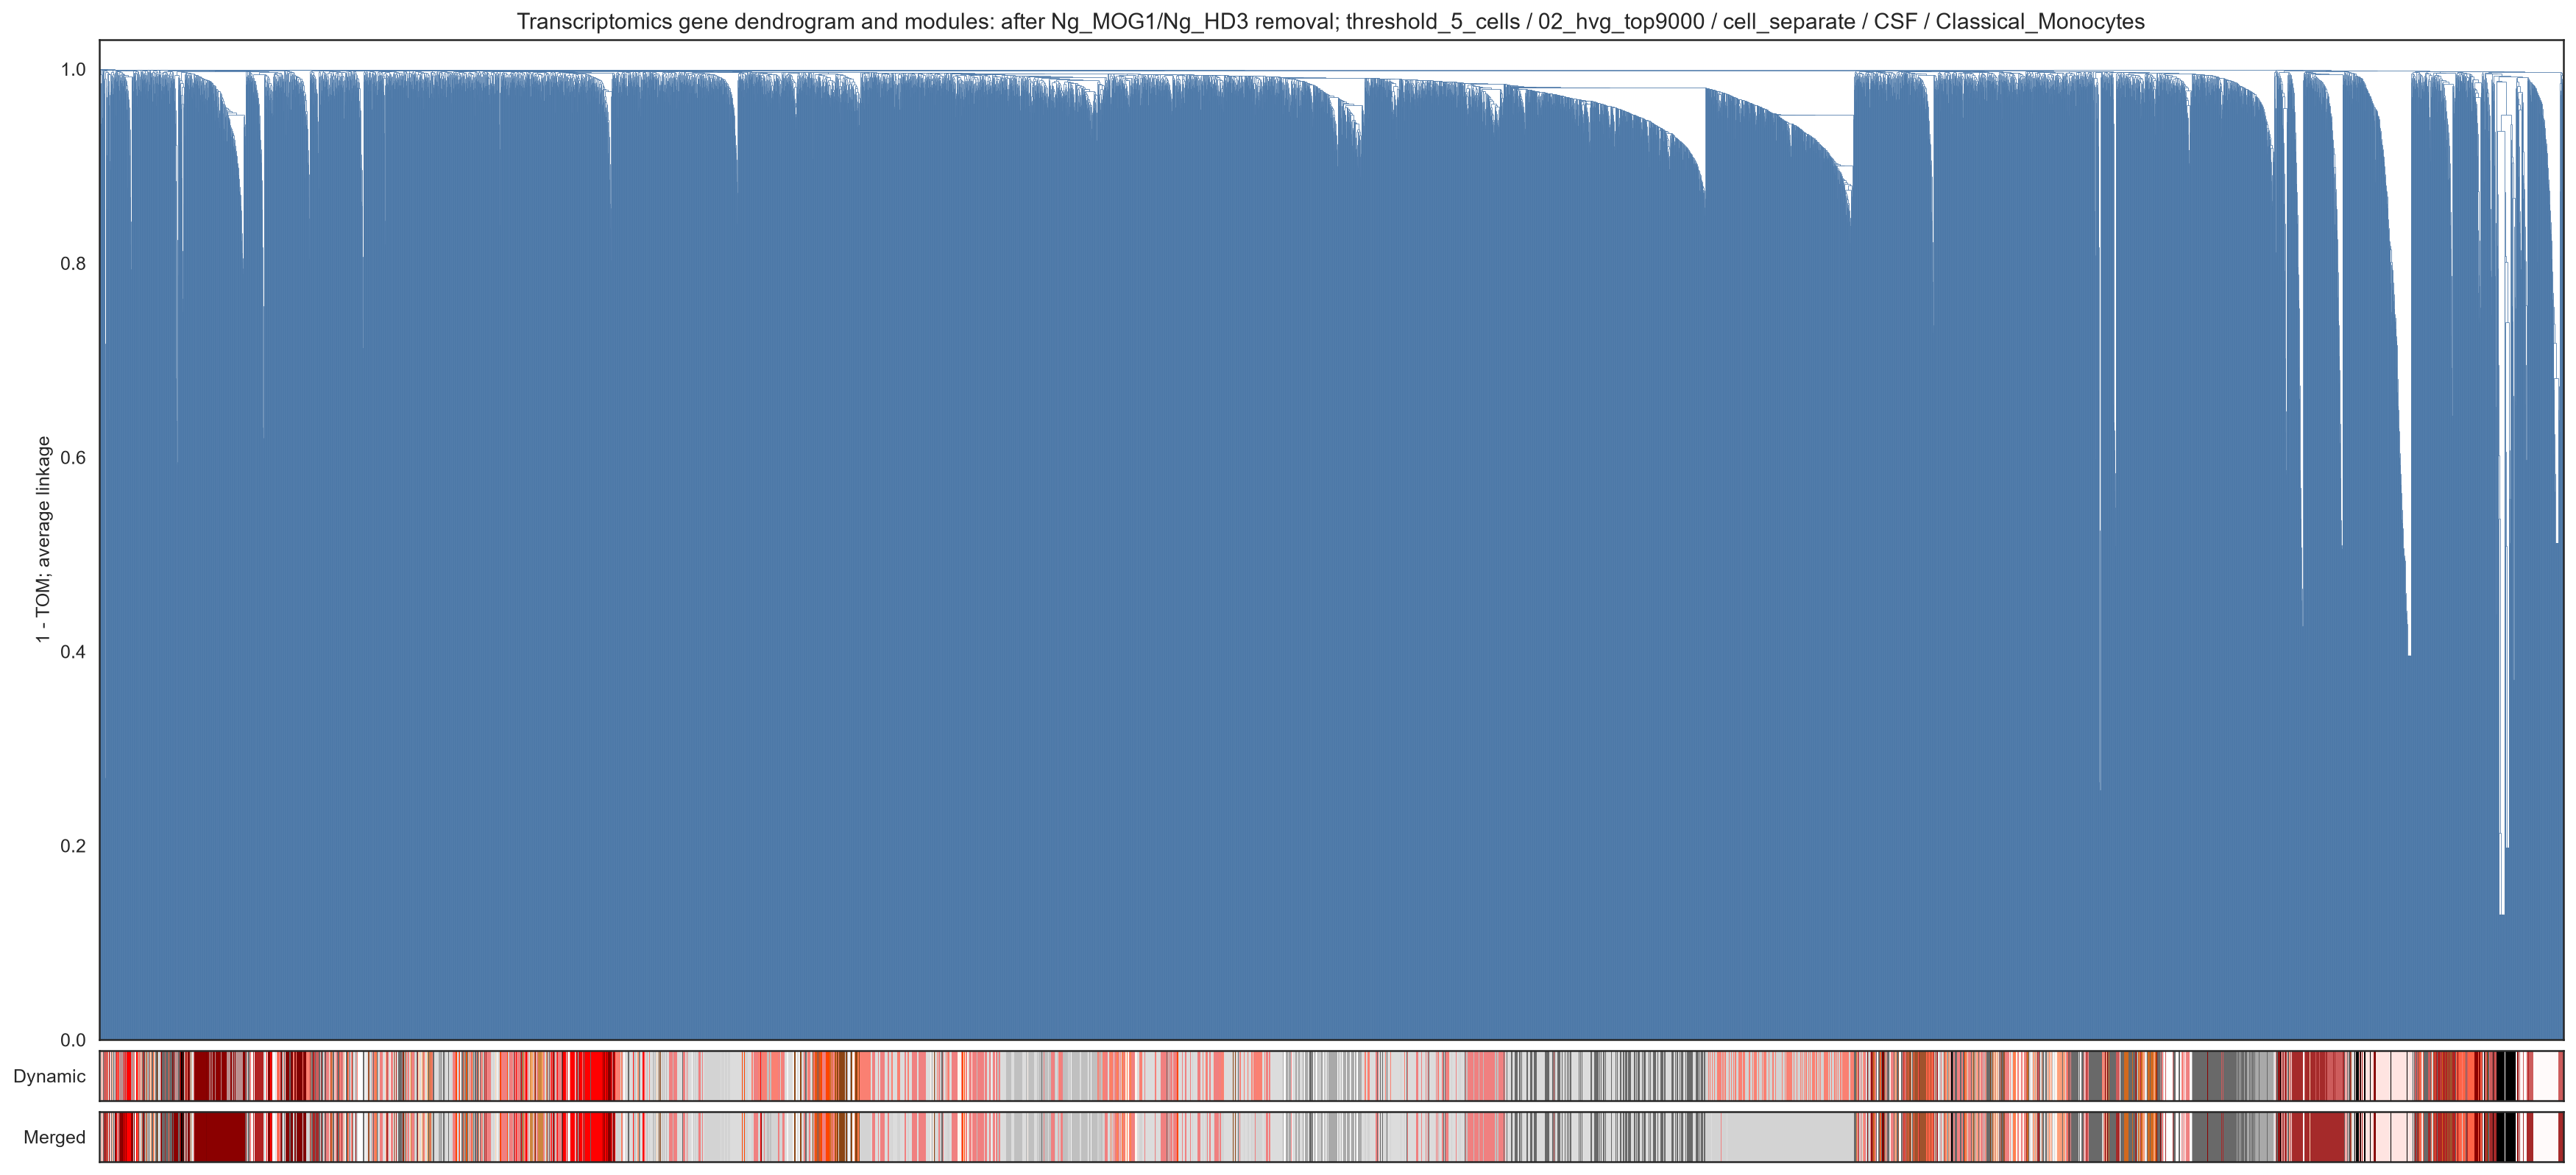 Transcriptomics gene dendrogram and modules: after Ng_MOG1/Ng_HD3 removal; threshold_5_cells / 02_hvg_top9000 / cell_separate / CSF / Classical_Monocytes
1.0
0.8
0.6
0.4
0.2
0.0
1 - TOM; average linkage
Dynamic
Merged